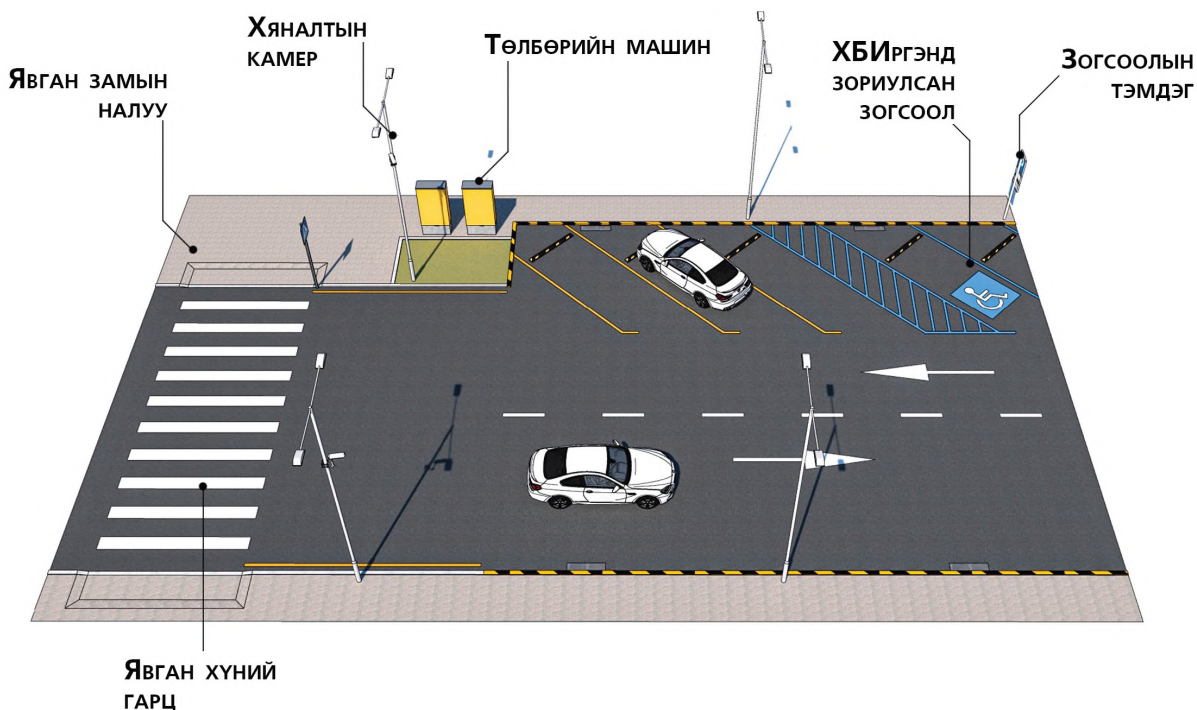 Хяналтын
камер
Төлбөрийн машин
ХБИргэнд
зориулсан
зогсоол
Зогсоолын
тэмдэг
Явган замын
налуу
Явган хүний
гарц